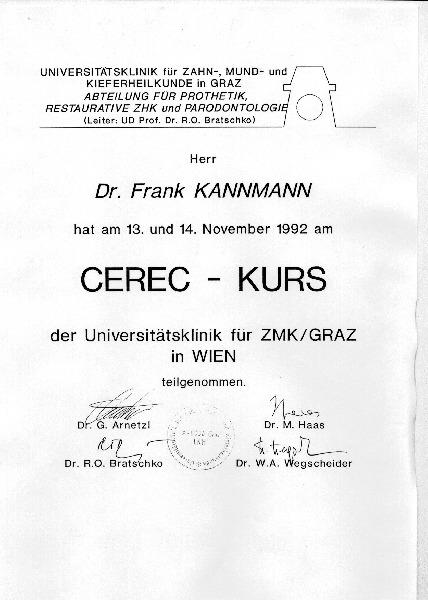 UNIVERSITÄTSKLINIK für ZAHN-, MUND- und
KIEFERHEILKUNDE in GRAZ
ABTEILUNG FÜR PROTHETIK,
RESTAURATIVE ZHK und PARODONTOLOGIE
(Leiter: UD Prof. Dr. R.O. Bratschko)
Herr
Dr. Frank KANNMANN
hat am 13. und 14. November 1992 am
CEREC - KURS
der Universitätsklinik für ZMK/GRAZ
in WIEN
teilgenommen.
Dr. G. Arnetzl
Dr. M. Haas
Dr. R.O. Bratschko
Dr. W.A. Wegscheider